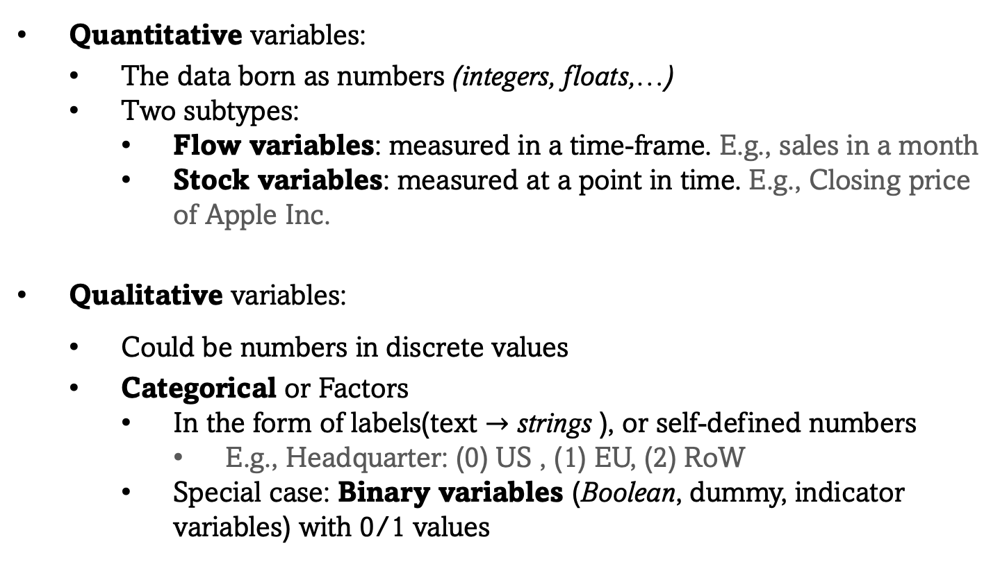 • Quantitative variables:
• The data born as numbers (integers, floats,…)
• Two subtypes:
• Flow variables: measured in a time-frame. E.g., sales in a month
• Stock variables: measured at a point in time. E.g., Closing price
of Apple Inc.
• Qualitative variables:
• Could be numbers in discrete values
• Categorical or Factors
• In the form of labels(text → strings ), or self-defined numbers
• E.g., Headquarter: (0) US , (1) EU, (2) RoW
• Special case: Binary variables (Boolean, dummy, indicator
variables) with 0/1 values